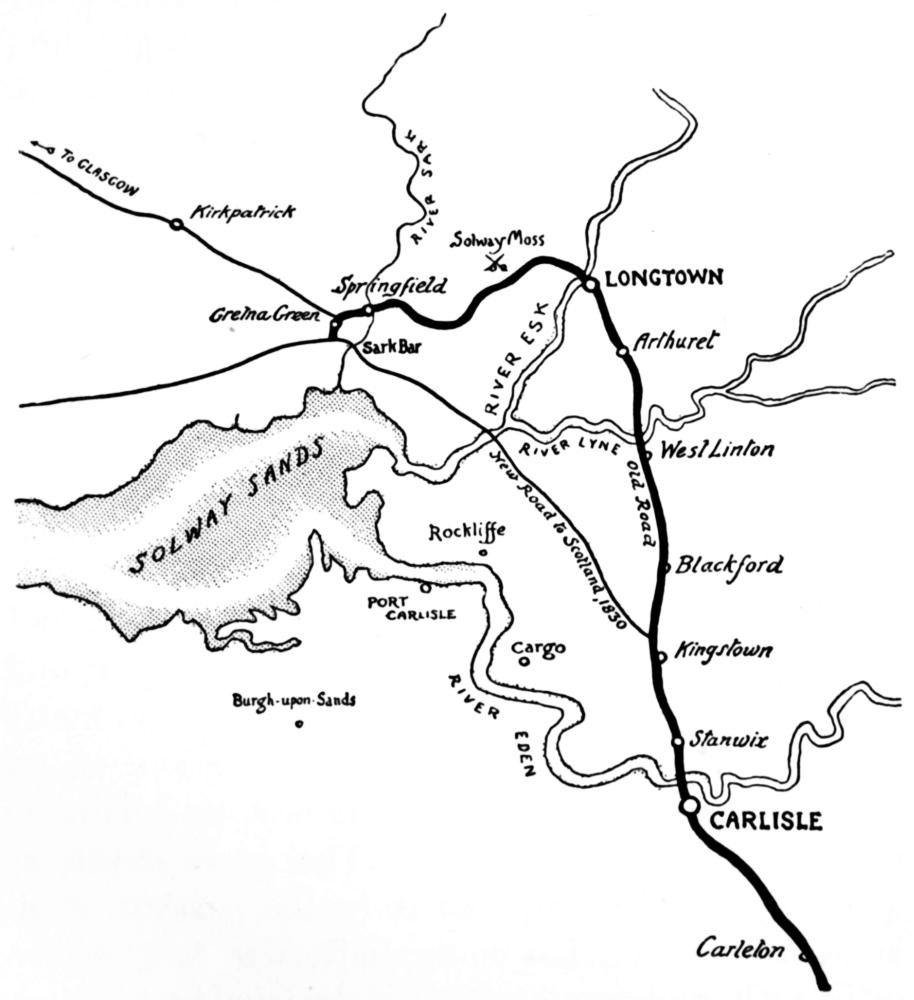 RIVER SARK
TO GLASGOW
Kirkpatrick
Solway Moss
Springfield
LONGTOWN
Gretna Green
Sark Bar
Arthuret
RIVER ESK
RIVER LYNE
West Linton
SOLWAY SANDS
New Road to Scotland, 1830
Old Road
Rockliffe
Blackford
PORT
CARLISLE
Cargo
Kingstown
RIVER
EDEN
Burgh-upon-Sands
Stanwix
CARLISLE
Carleton